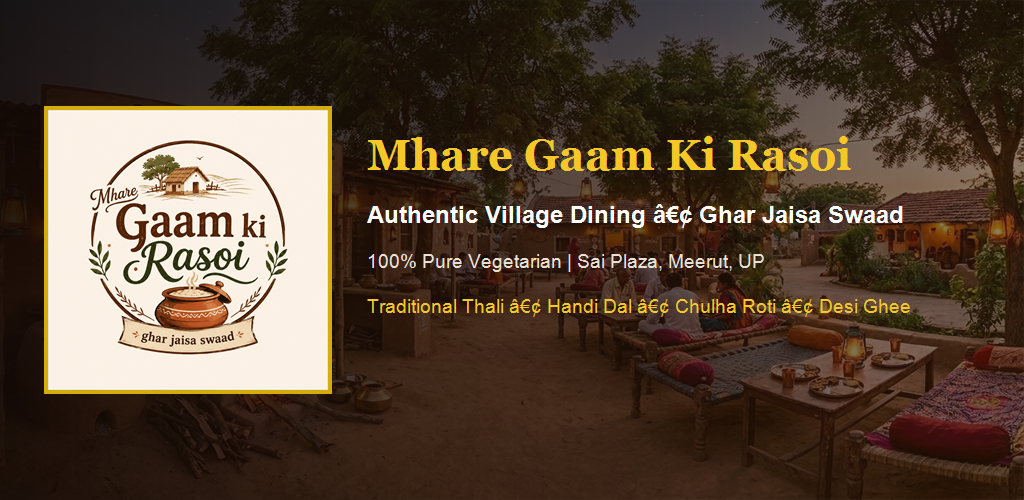 Mhare
Gaam ki
Rasoi
ghar jaisa swaad
Mhare Gaam Ki Rasoi
Authentic Village Dining â€¢ Ghar Jaisa Swaad
100% Pure Vegetarian | Sai Plaza, Meerut, UP
Traditional Thali â€¢ Handi Dal â€¢ Chulha Roti â€¢ Desi Ghee